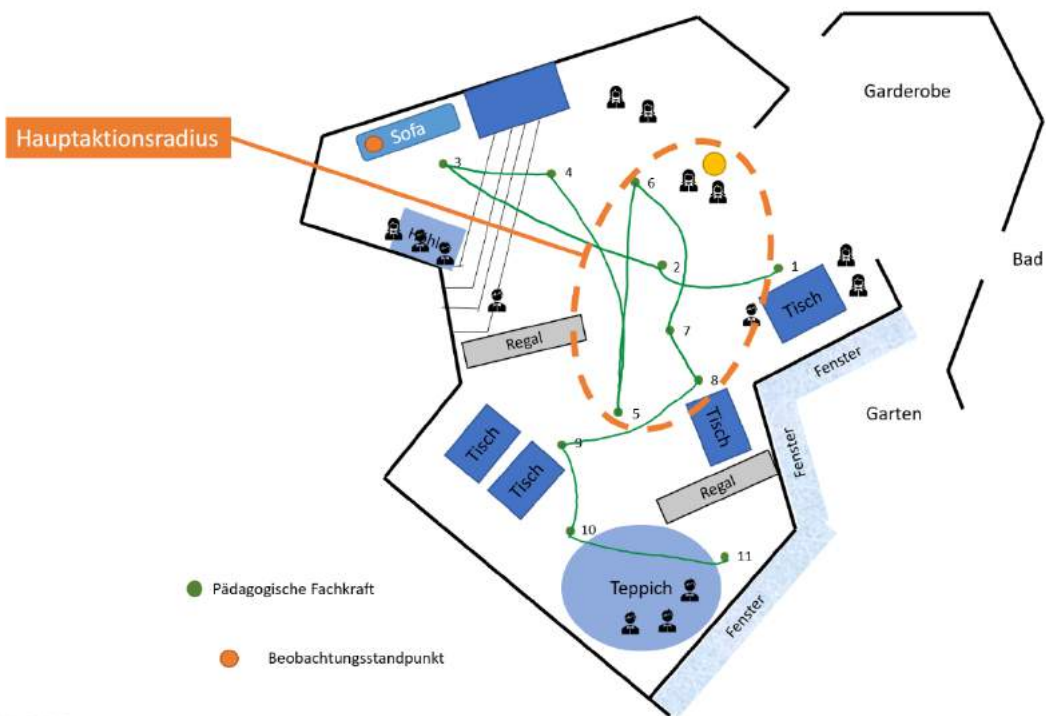 Garderobe
Hauptaktionsradius
Sofa
3
4
6
2
1
Bad
Tisch
7
Regal
Fenster
8
5
Garten
Tisch
Tisch
9
Tisch
Fenster
Regal
10
11
Pädagogische Fachkraft
Teppich
Fenster
Beobachtungsstandpunkt